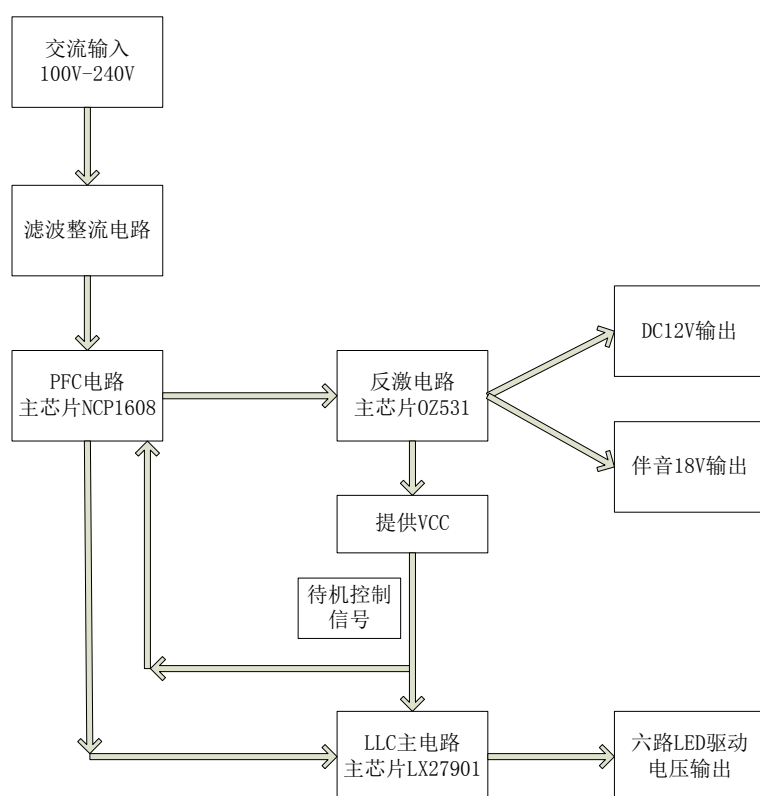 交流输入
100V-240V
滤波整流电路
PFC电路
主芯片NCP1608
反激电路
主芯片OZ531
DC12V输出
伴音18V输出
提供VCC
待机控制
信号
LLC主电路
主芯片LX27901
六路LED驱动
电压输出